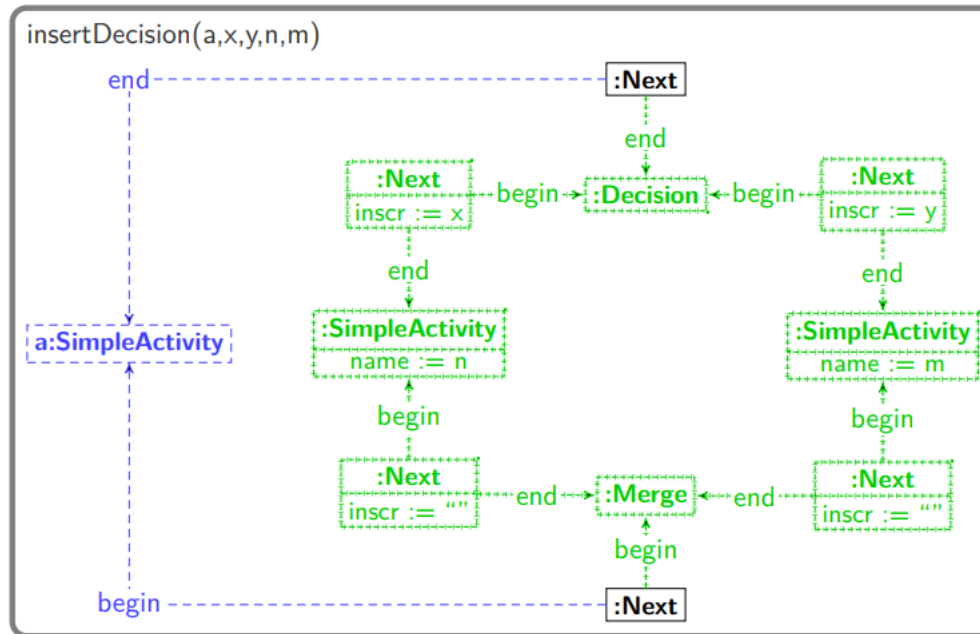 insertDecision(a,x,y,n,m)
end
:Next
end
:Next
inscr := x
begin
:Decision
begin
:Next
inscr := y
end
end
a:SimpleActivity
:SimpleActivity
name := n
:SimpleActivity
name := m
begin
begin
:Next
inscr := “”
end
:Merge
end
:Next
inscr := “”
begin
begin
:Next